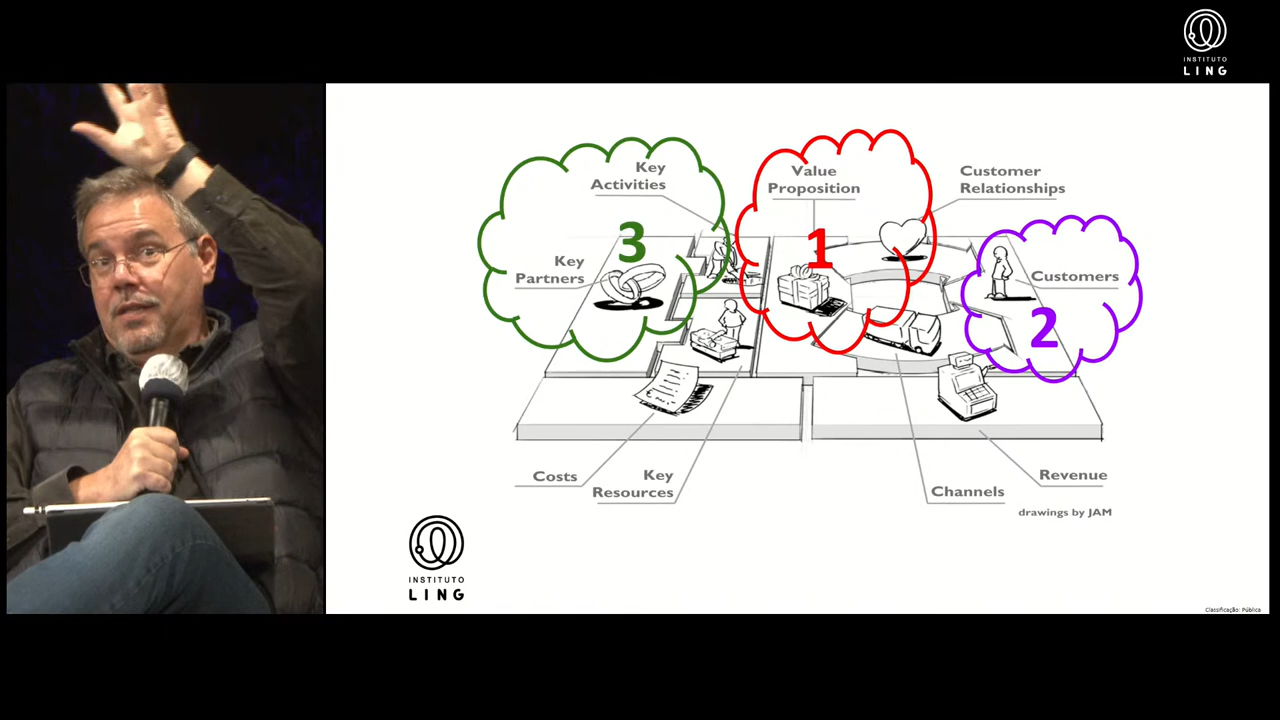 INSTITUTO
LING
Key
Activities
Value
Proposition
Customer
Relationships
3
1
Key
Partners
Customers
2
Costs
Key
Resources
Channels
Revenue
drawings by JAM
INSTITUTO
LING
Classificação: Pública